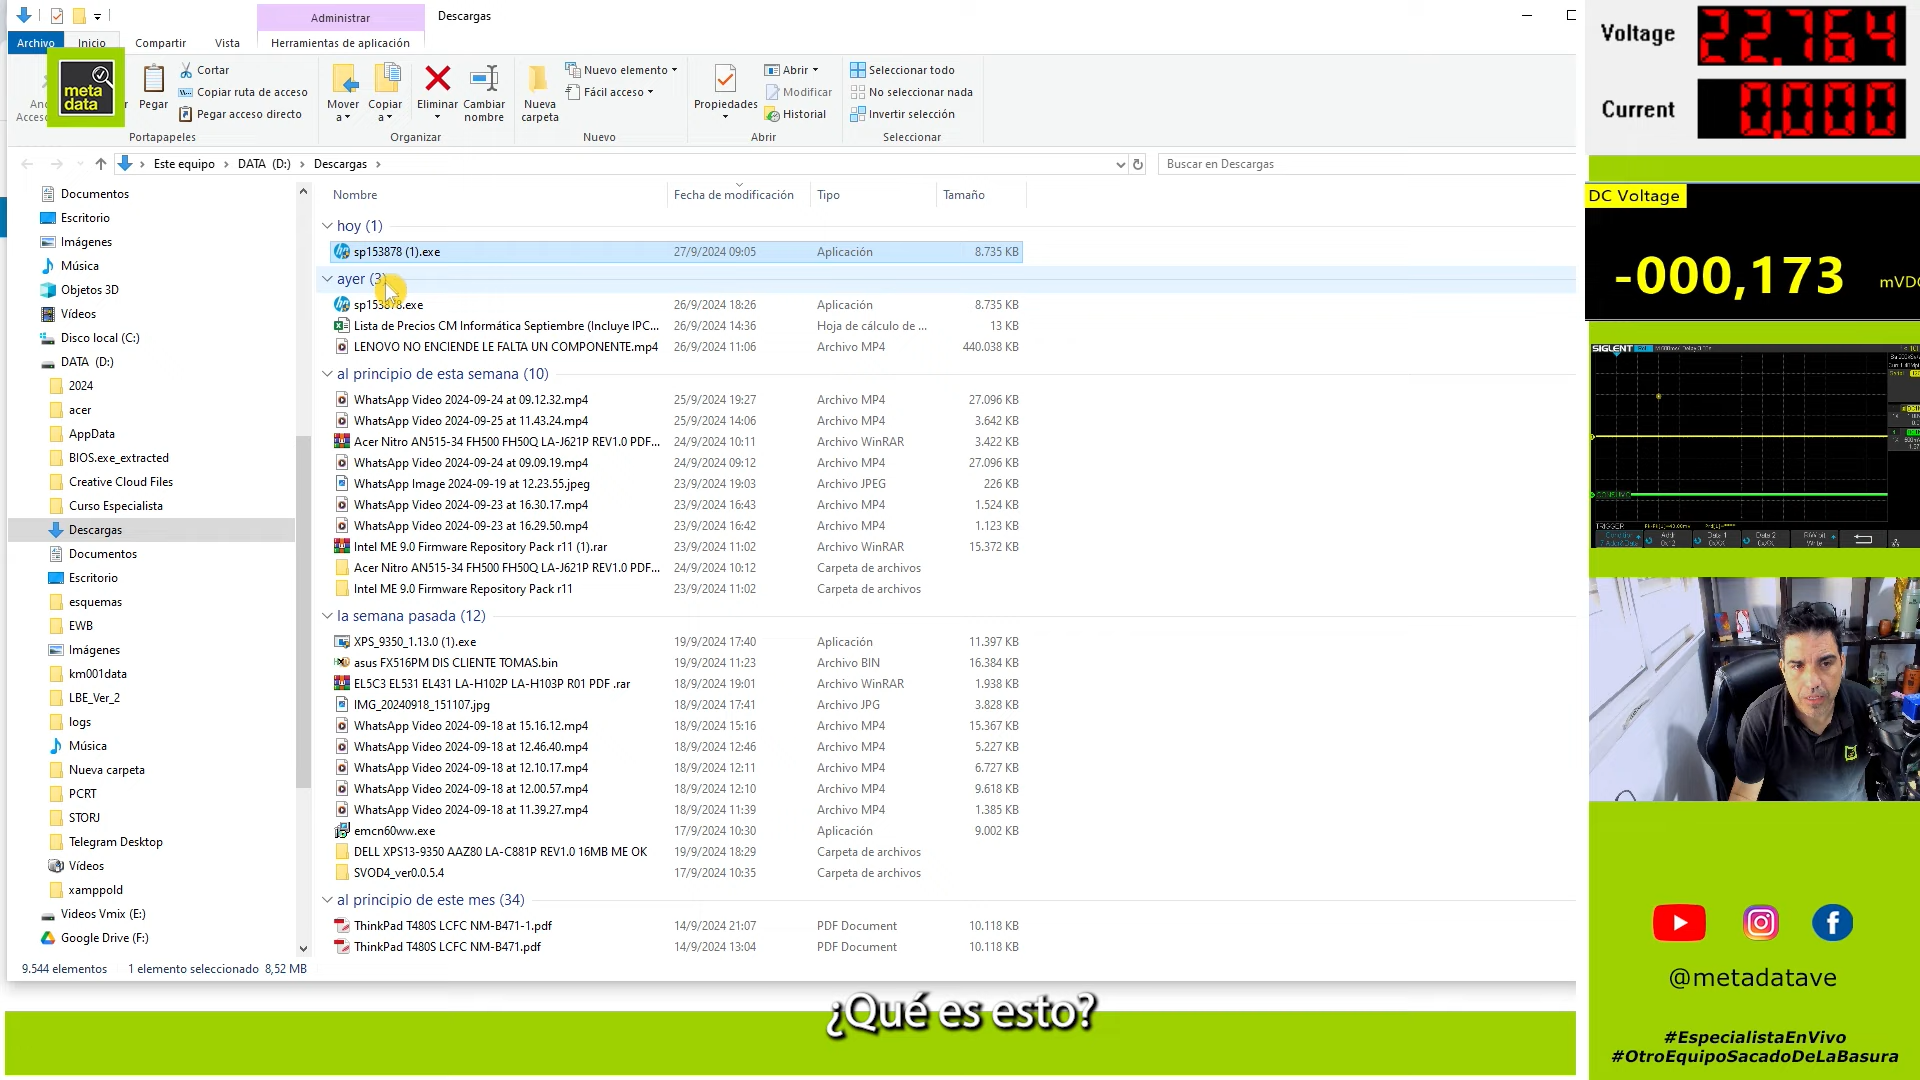 Administrar
Descargas
Archivo
Inicio
Compartir
Vista
Herramientas de aplicación
meta
data
Pegar
Cortar
Copiar ruta de acceso
Pegar acceso directo
Portapapeles
Mover a
Copiar a
Eliminar
Cambiar nombre
Organizar
Nueva carpeta
Nuevo elemento
Fácil acceso
Nuevo
Propiedades
Abrir
Modificar
Historial
Abrir
Seleccionar todo
No seleccionar nada
Invertir selección
Seleccionar
Este equipo > DATA (D:) > Descargas >
Buscar en Descargas
Documentos
Escritorio
Imágenes
Música
Objetos 3D
Vídeos
Disco local (C:)
DATA (D:)
2024
acer
AppData
BIOS.exe_extracted
Creative Cloud Files
Curso Especialista
Descargas
Documentos
Escritorio
esquemas
EWB
Imágenes
km001data
LBE_Ver_2
logs
Música
Nueva carpeta
PCRT
STORJ
Telegram Desktop
Vídeos
xamppold
Videos Vmix (E:)
Google Drive (F:)
Nombre Fecha de modificación Tipo Tamaño
hoy (1)
sp153878 (1).exe 27/9/2024 09:05 Aplicación 8.735 KB
ayer (3)
sp153878.exe 26/9/2024 18:26 Aplicación 8.735 KB
Lista de Precios CM Informática Septiembre (Incluye IPC... 26/9/2024 14:36 Hoja de cálculo de ... 13 KB
LENOVO NO ENCIENDE LE FALTA UN COMPONENTE.mp4 26/9/2024 11:06 Archivo MP4 440.038 KB
al principio de esta semana (10)
WhatsApp Video 2024-09-24 at 09.12.32.mp4 25/9/2024 19:27 Archivo MP4 27.096 KB
WhatsApp Video 2024-09-25 at 11.43.24.mp4 25/9/2024 14:06 Archivo MP4 3.642 KB
Acer Nitro AN515-34 FH500 FH50Q LA-J621P REV1.0 PDF... 24/9/2024 10:11 Archivo WinRAR 3.422 KB
WhatsApp Video 2024-09-24 at 09.09.19.mp4 24/9/2024 09:12 Archivo MP4 27.096 KB
WhatsApp Image 2024-09-19 at 12.23.55.jpeg 23/9/2024 19:03 Archivo JPEG 226 KB
WhatsApp Video 2024-09-23 at 16.30.17.mp4 23/9/2024 16:43 Archivo MP4 1.524 KB
WhatsApp Video 2024-09-23 at 16.29.50.mp4 23/9/2024 16:42 Archivo MP4 1.123 KB
Intel ME 9.0 Firmware Repository Pack r11 (1).rar 23/9/2024 11:02 Archivo WinRAR 15.372 KB
Acer Nitro AN515-34 FH500 FH50Q LA-J621P REV1.0 PDF... 24/9/2024 10:12 Carpeta de archivos
Intel ME 9.0 Firmware Repository Pack r11 23/9/2024 11:02 Carpeta de archivos
la semana pasada (12)
XPS_9350_1.13.0 (1).exe 19/9/2024 17:40 Aplicación 11.397 KB
asus FX516PM DIS CLIENTE TOMAS.bin 19/9/2024 11:23 Archivo BIN 16.384 KB
EL5C3 EL531 EL431 LA-H102P LA-H103P R01 PDF .rar 18/9/2024 19:01 Archivo WinRAR 1.938 KB
IMG_20240918_151107.jpg 18/9/2024 17:41 Archivo JPG 3.828 KB
WhatsApp Video 2024-09-18 at 15.16.12.mp4 18/9/2024 15:16 Archivo MP4 15.367 KB
WhatsApp Video 2024-09-18 at 12.46.40.mp4 18/9/2024 12:46 Archivo MP4 5.227 KB
WhatsApp Video 2024-09-18 at 12.10.17.mp4 18/9/2024 12:11 Archivo MP4 6.727 KB
WhatsApp Video 2024-09-18 at 12.00.57.mp4 18/9/2024 12:10 Archivo MP4 9.618 KB
WhatsApp Video 2024-09-18 at 11.39.27.mp4 18/9/2024 11:39 Archivo MP4 1.385 KB
emcn60ww.exe 17/9/2024 10:30 Aplicación 9.002 KB
DELL XPS13-9350 AAZ80 LA-C881P REV1.0 16MB ME OK 19/9/2024 18:29 Carpeta de archivos
SVOD4_ver0.0.5.4 17/9/2024 10:35 Carpeta de archivos
al principio de este mes (34)
ThinkPad T480S LCFC NM-B471-1.pdf 14/9/2024 21:07 PDF Document 10.118 KB
ThinkPad T480S LCFC NM-B471.pdf 14/9/2024 13:04 PDF Document 10.118 KB
9.544 elementos 1 elemento seleccionado 8,52 MB
¿Qué es esto?
Voltage 22,764
Current 0,000
DC Voltage
-000,173 mVDC
SIGLENT
CONSUMO
TRIGGER
@metadatave
#EspecialistaEnVivo
#OtroEquipoSacadoDeLaBasura